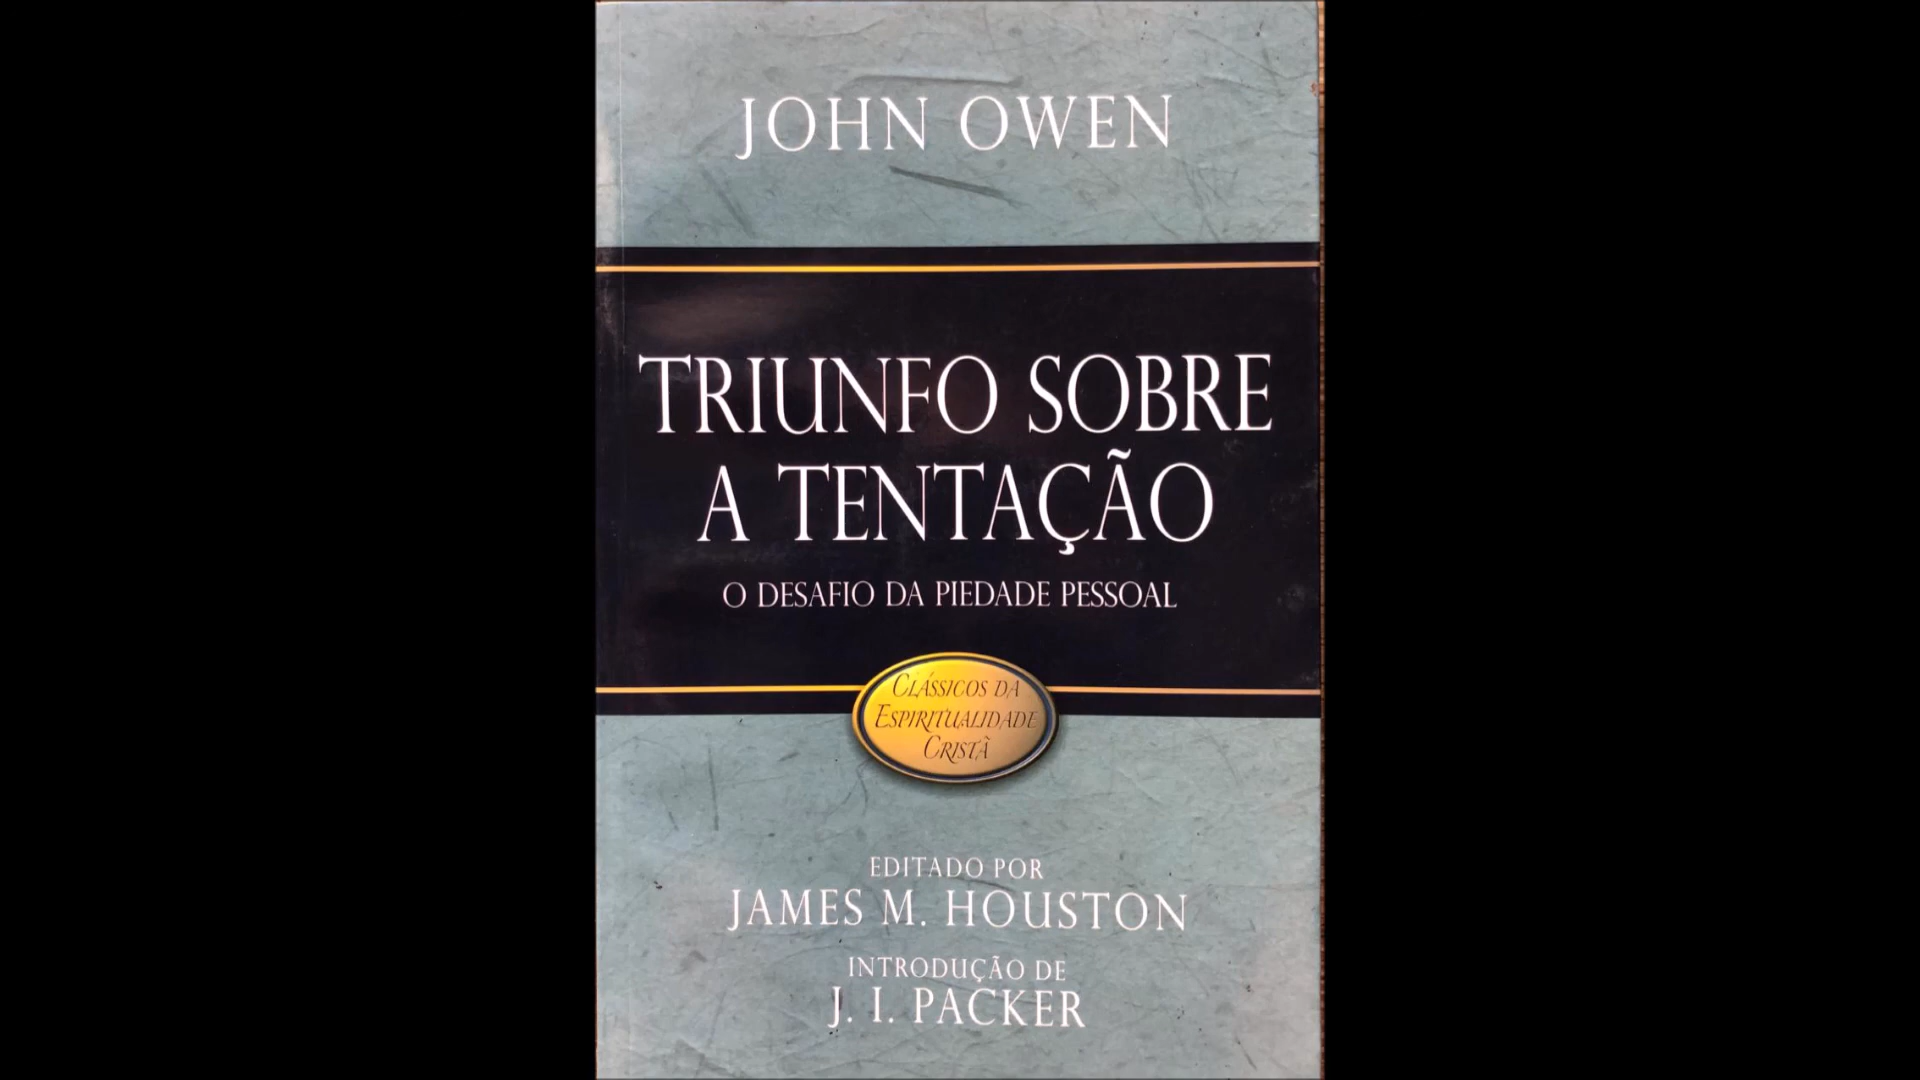 JOHN OWEN
TRIUNFO SOBRE
A TENTAÇÃO
O DESAFIO DA PIEDADE PESSOAL
CLÁSSICOS DA
ESPIRITUALIDADE
CRISTÃ
EDITADO POR
JAMES M. HOUSTON
INTRODUÇÃO DE
J. I. PACKER